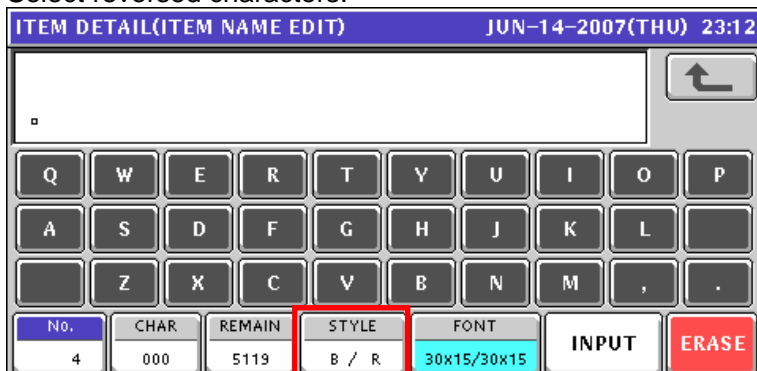 Select reversed characters.
ITEM DETAIL(ITEM NAME EDIT) JUN-14-2007(THU) 23:12
Q W E R T Y U I O P
A S D F G H J K L
Z X C V B N M , .
No. CHAR REMAIN STYLE FONT INPUT ERASE
4 000 5119 B / R 30x15/30x15